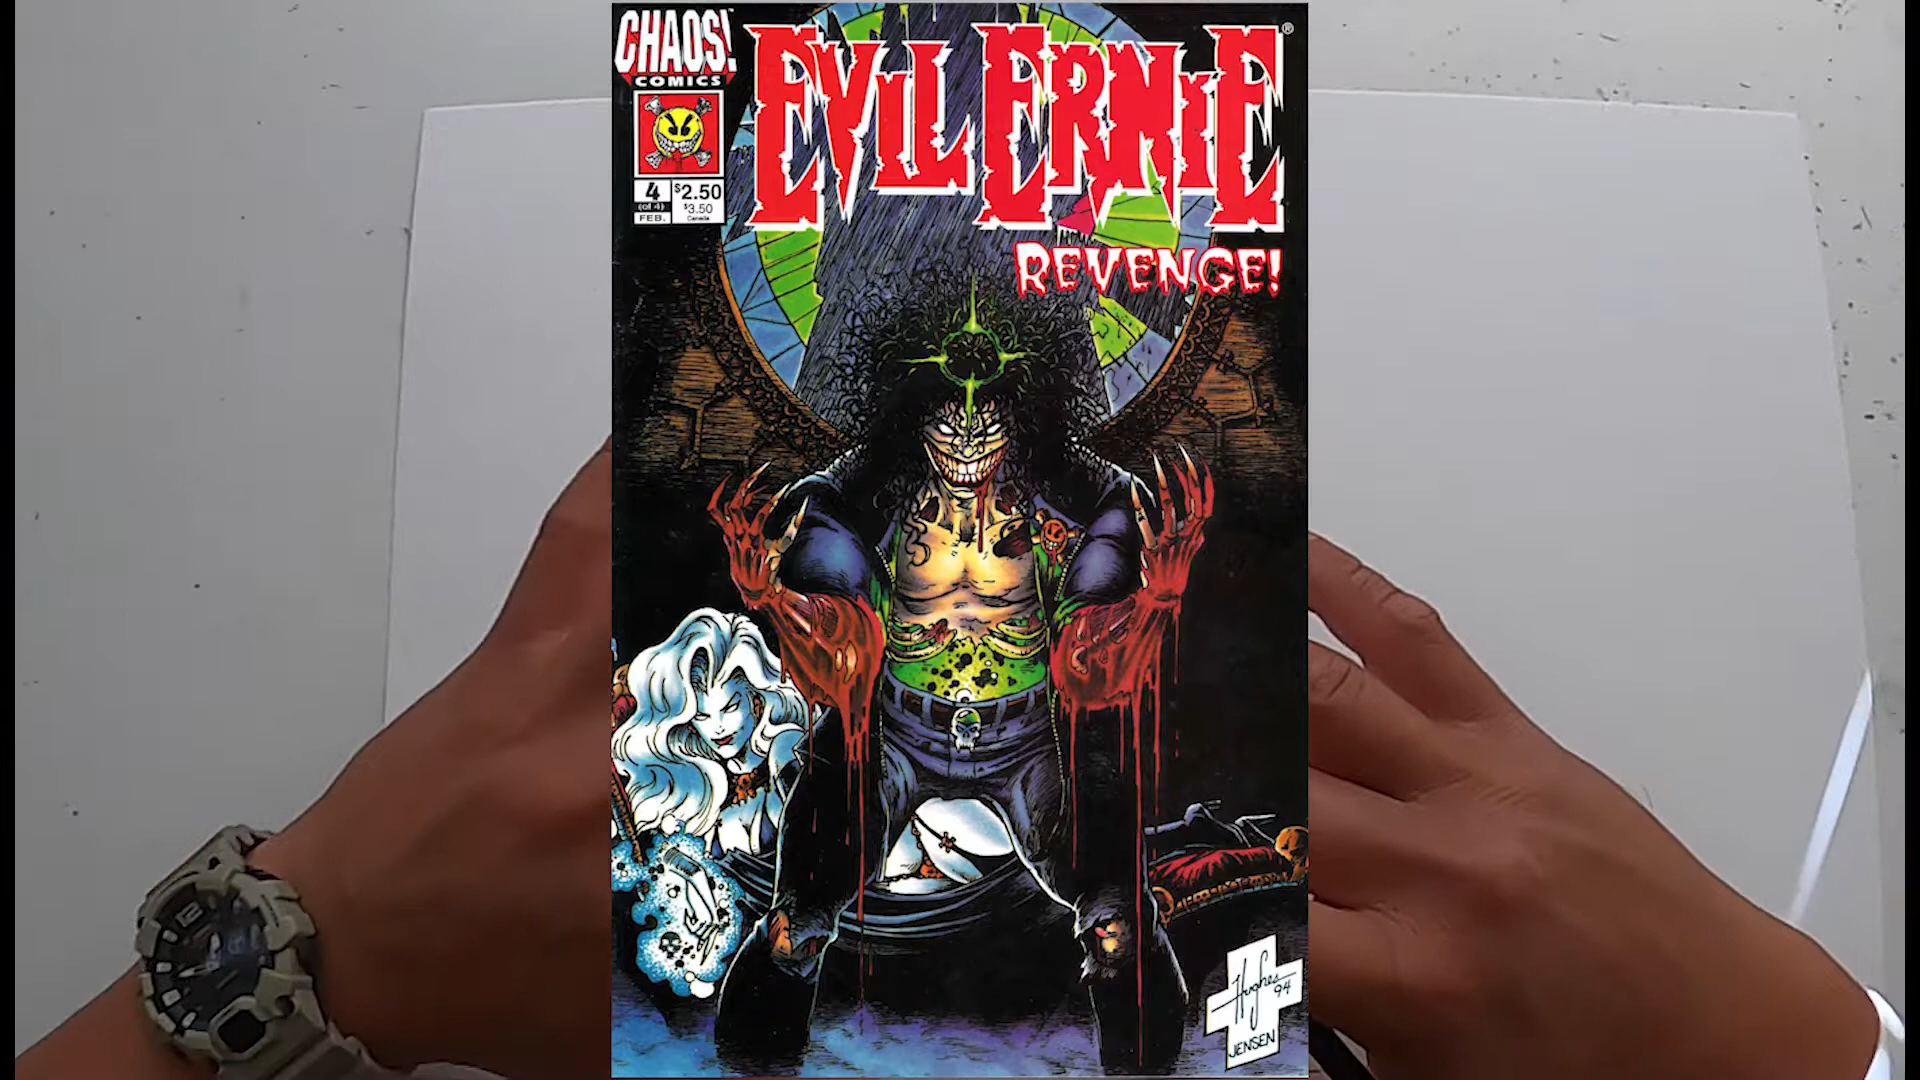 CHAOS!
COMICS
EVIL ERNIE®
4
(of 4)
FEB.
$2.50
$3.50
Canada
REVENGE!
Hughes
94
JENSEN